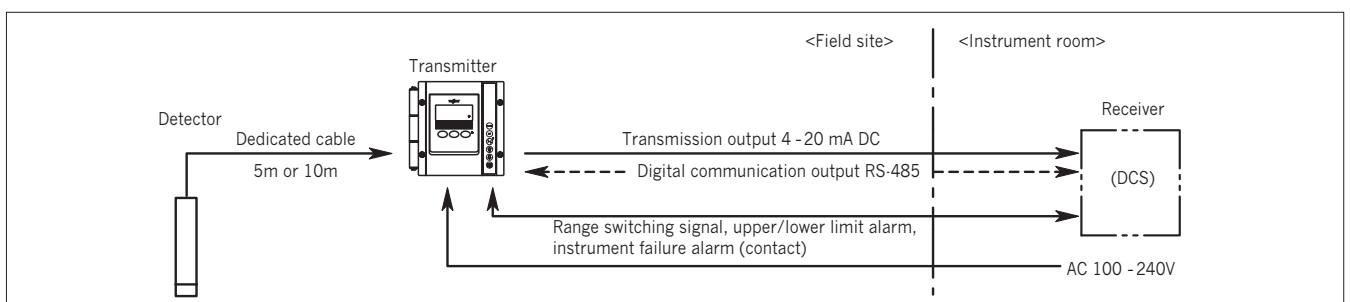 <Field site>
<Instrument room>
Transmitter
Receiver
Detector
Dedicated cable
5m or 10m
Transmission output 4 - 20 mA DC
Digital communication output RS-485
(DCS)
Range switching signal, upper/lower limit alarm,
instrument failure alarm (contact)
AC 100 - 240V